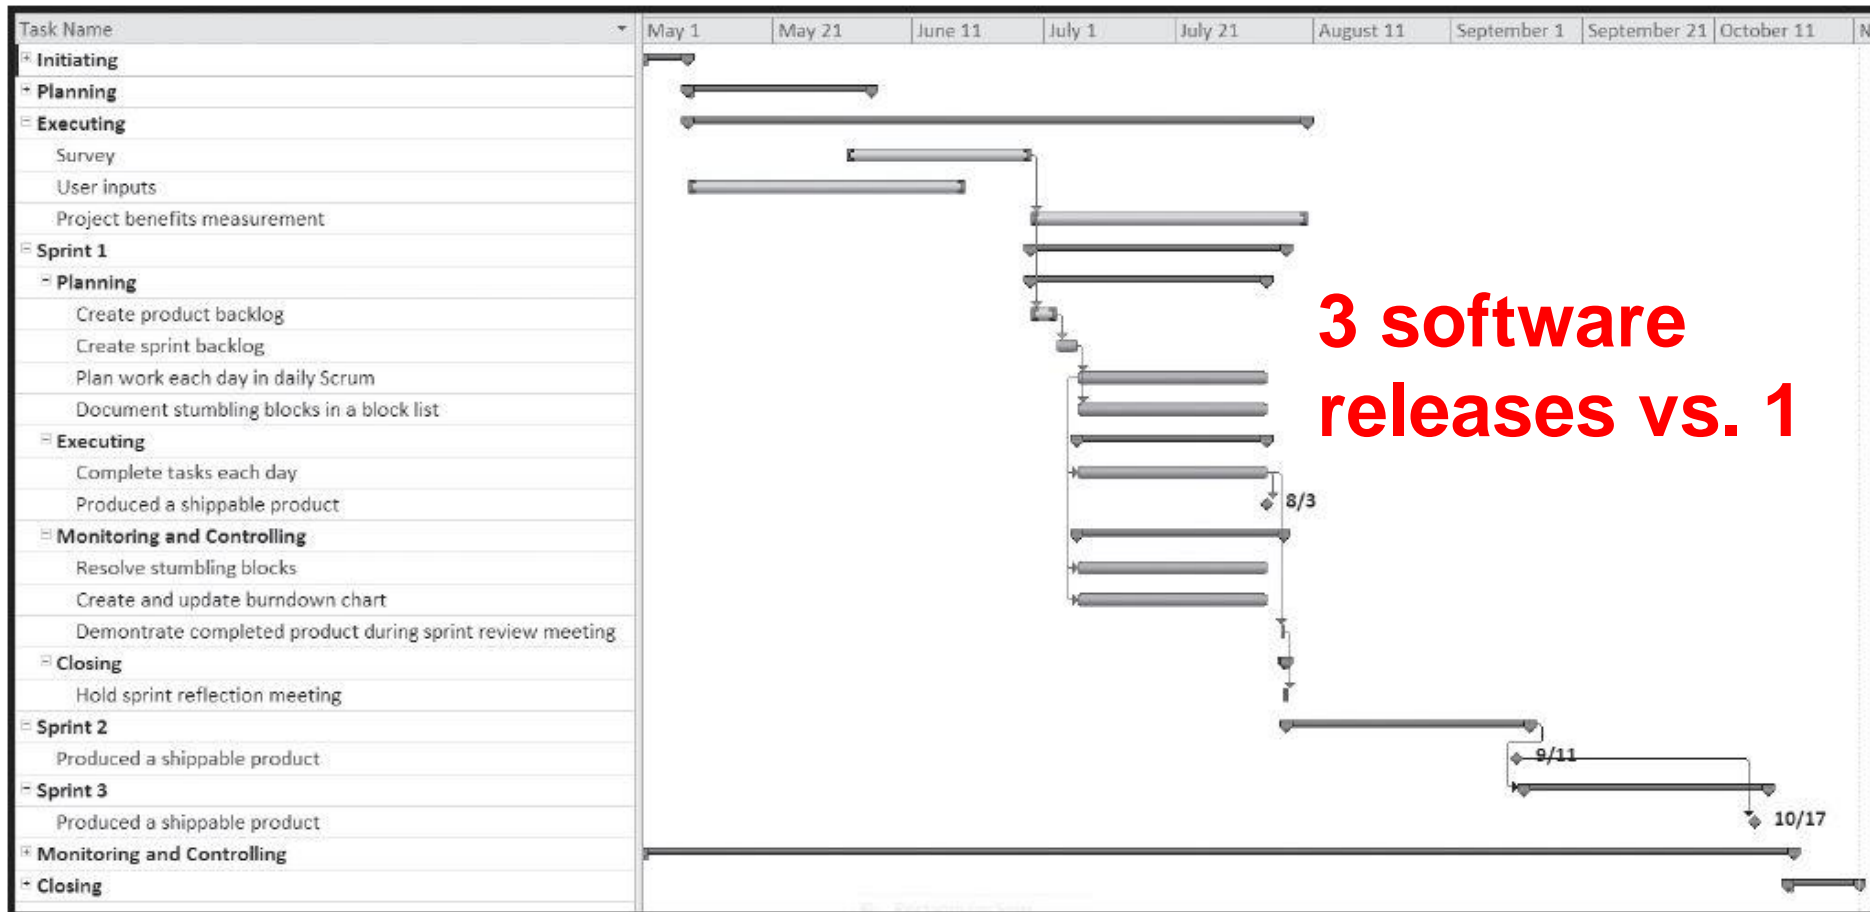 Task Name May 1 May 21 June 11 July 1 July 21 August 11 September 1 September 21 October 11 N
Initiating
Planning
Executing
Survey
User inputs
Project benefits measurement
Sprint 1
Planning
Create product backlog
Create sprint backlog
Plan work each day in daily Scrum
Document stumbling blocks in a block list
Executing
Complete tasks each day
Produced a shippable product 8/3
Monitoring and Controlling
Resolve stumbling blocks
Create and update burndown chart
Demontrate completed product during sprint review meeting
Closing
Hold sprint reflection meeting
Sprint 2
Produced a shippable product 9/11
Sprint 3
Produced a shippable product 10/17
Monitoring and Controlling
Closing
3 software
releases vs. 1